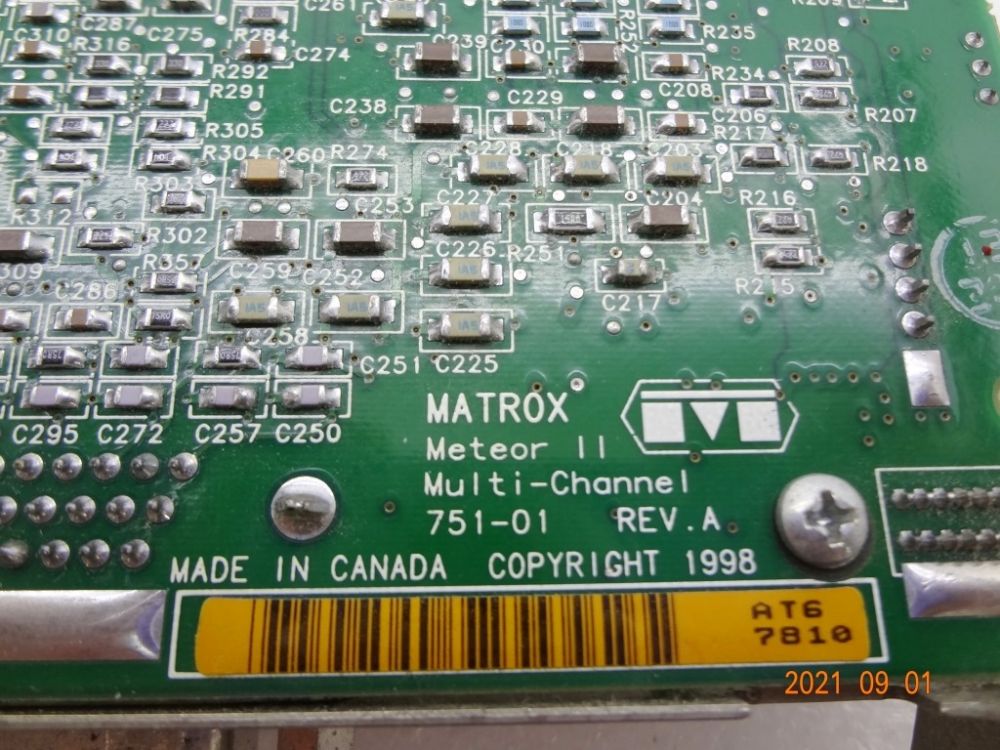 C261
R209
C310
R316
C287 C275
R284
C274
C239 C230
R252
R235
R208
R292
R291
R234
C238
C229
C208
C206
R207
R305
R217
R304 C260 R274
C228 C218 C203
R218
R303
R312
C253 C227
C204
R216
R302
C226 R251
R357
C259 C252
C286
C217
R215
C258
C251 C225
C295 C272 C257 C250
MATROX
Meteor II
Multi-Channel
751-01 REV.A
MADE IN CANADA COPYRIGHT 1998
AT6
7810
2021 09 01